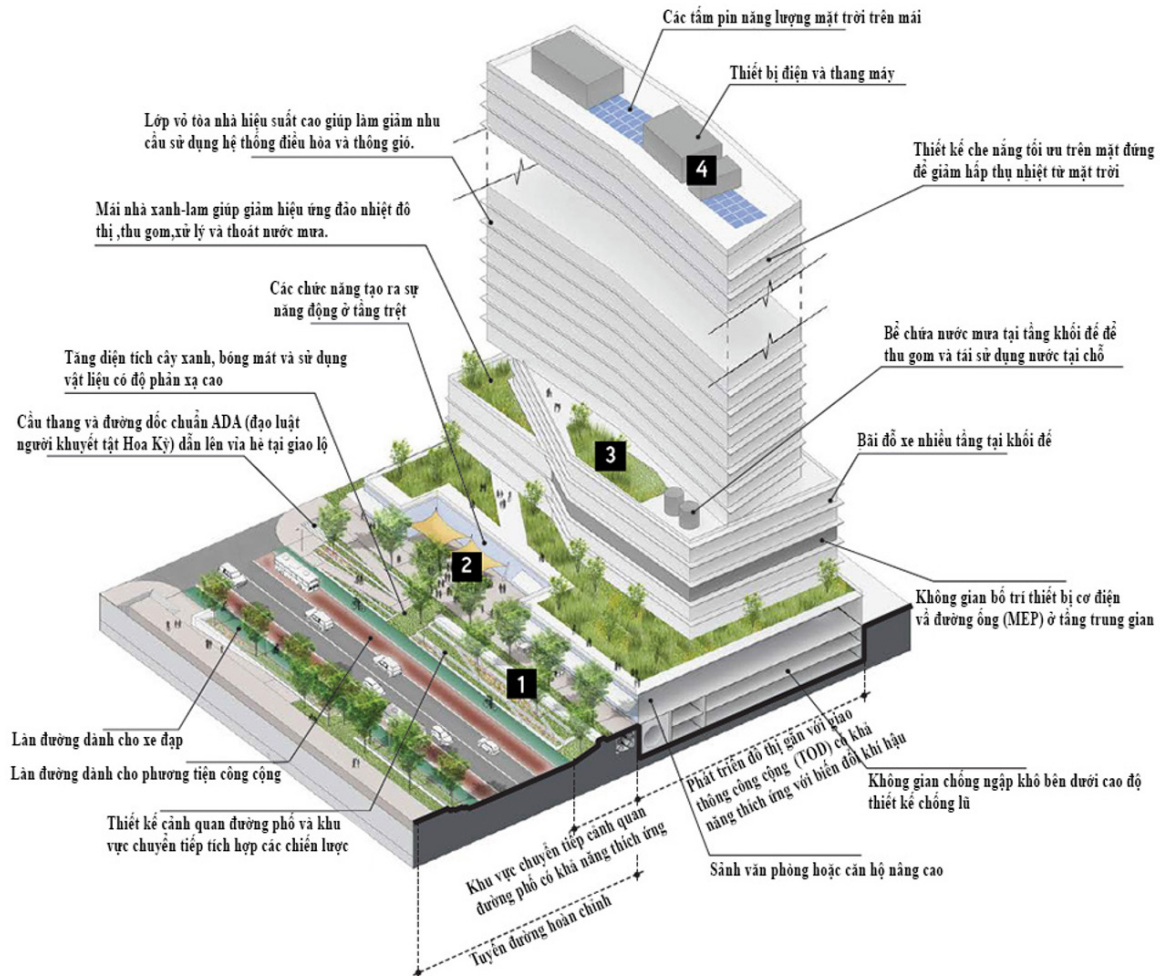 Các tấm pin năng lượng mặt trời trên mái
Thiết bị điện và thang máy
Lớp vỏ tòa nhà hiệu suất cao giúp làm giảm nhu
cầu sử dụng hệ thống điều hòa và thông gió.
Thiết kế che nắng tối ưu trên mặt đứng
để giảm hấp thụ nhiệt từ mặt trời
4
Mái nhà xanh-lam giúp giảm hiệu ứng đảo nhiệt đô
thị ,thu gom,xử lý và thoát nước mưa.
Các chức năng tạo ra sự
năng động ở tầng trệt
Bể chứa nước mưa tại tầng khối đế để
thu gom và tái sử dụng nước tại chỗ
Tăng diện tích cây xanh, bóng mát và sử dụng
vật liệu có độ phản xạ cao
Cầu thang và đường dốc chuẩn ADA (đạo luật
người khuyết tật Hoa Kỳ) dẫn lên vỉa hè tại giao lộ
Bãi đỗ xe nhiều tầng tại khối đế
3
2
Không gian bố trí thiết bị cơ điện
vầ đường ống (MEP) ở tầng trung gian
1
Làn đường dành cho xe đạp
Làn đường dành cho phương tiện công cộng
Thiết kế cảnh quan đường phố và khu
vực chuyển tiếp tích hợp các chiến lược
Phát triển đô thị gắn với giao
thông công cộng (TOD) có khả
năng thích ứng với biến đổi khí hậu
Không gian chống ngập khô bên dưới cao độ
thiết kế chống lũ
Khu vực chuyển tiếp cảnh quan
đường phố có khả năng thích ứng
Sảnh văn phòng hoặc căn hộ nâng cao
Tuyến đường hoàn chỉnh